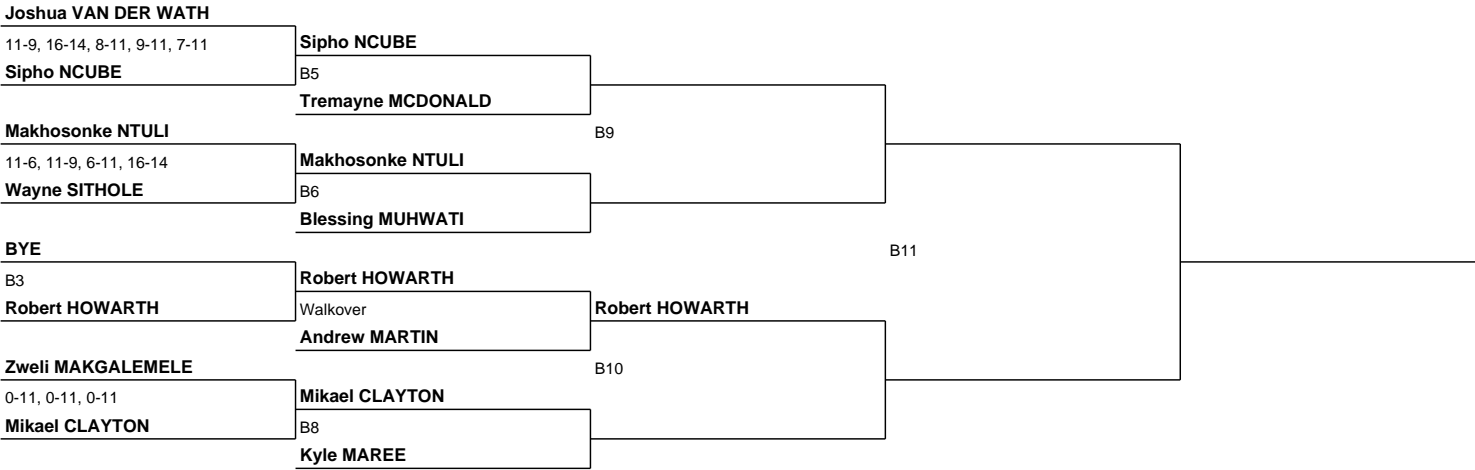 Joshua VAN DER WATH
11-9, 16-14, 8-11, 9-11, 7-11
Sipho NCUBE
Sipho NCUBE
B5
Tremayne MCDONALD
Makhosonke NTULI
B9
11-6, 11-9, 6-11, 16-14
Makhosonke NTULI
Wayne SITHOLE
B6
Blessing MUHWATI
BYE
B11
B3
Robert HOWARTH
Robert HOWARTH
Walkover
Robert HOWARTH
Andrew MARTIN
Zweli MAKGALEMELE
B10
0-11, 0-11, 0-11
Mikael CLAYTON
Mikael CLAYTON
B8
Kyle MAREE